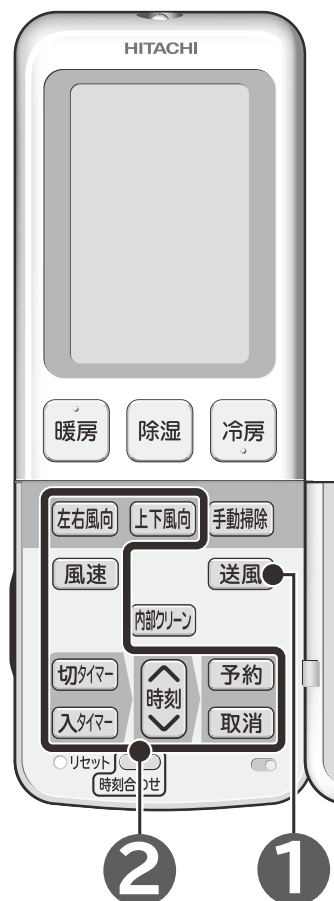 HITACHI
暖房 除湿 冷房
左右風向 上下風向 手動掃除
風速 送風
内部クリーン
切タイマー 時刻 予約
入タイマー 取消
リセット
時刻合わせ
2 1